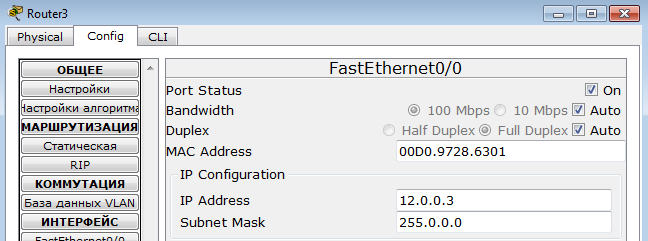 Router3
Physical Config CLI
ОБЩЕЕ
Настройки
Настройки алгоритма
МАРШРУТИЗАЦИЯ
Статическая
RIP
КОММУТАЦИЯ
База данных VLAN
ИНТЕРФЕЙС
FastEthernet0/0
FastEthernet0/0
Port Status On
Bandwidth 100 Mbps 10 Mbps Auto
Duplex Half Duplex Full Duplex Auto
MAC Address 00D0.9728.6301
IP Configuration
IP Address 12.0.0.3
Subnet Mask 255.0.0.0